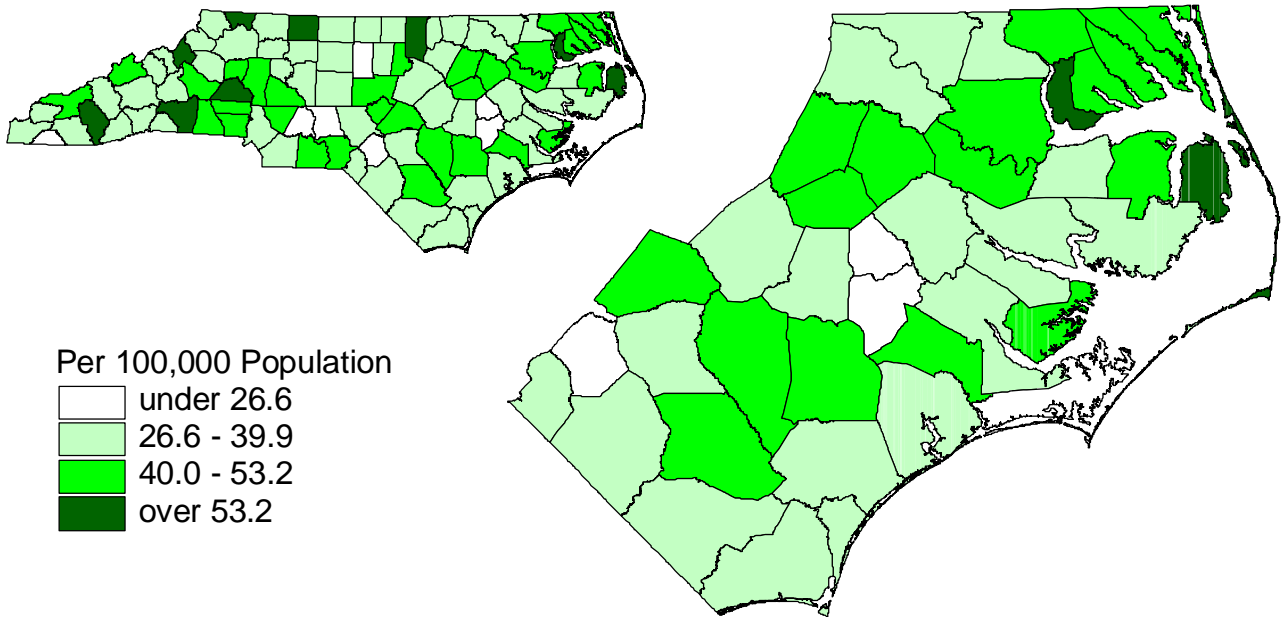 Per 100,000 Population
under 26.6
26.6 - 39.9
40.0 - 53.2
over 53.2